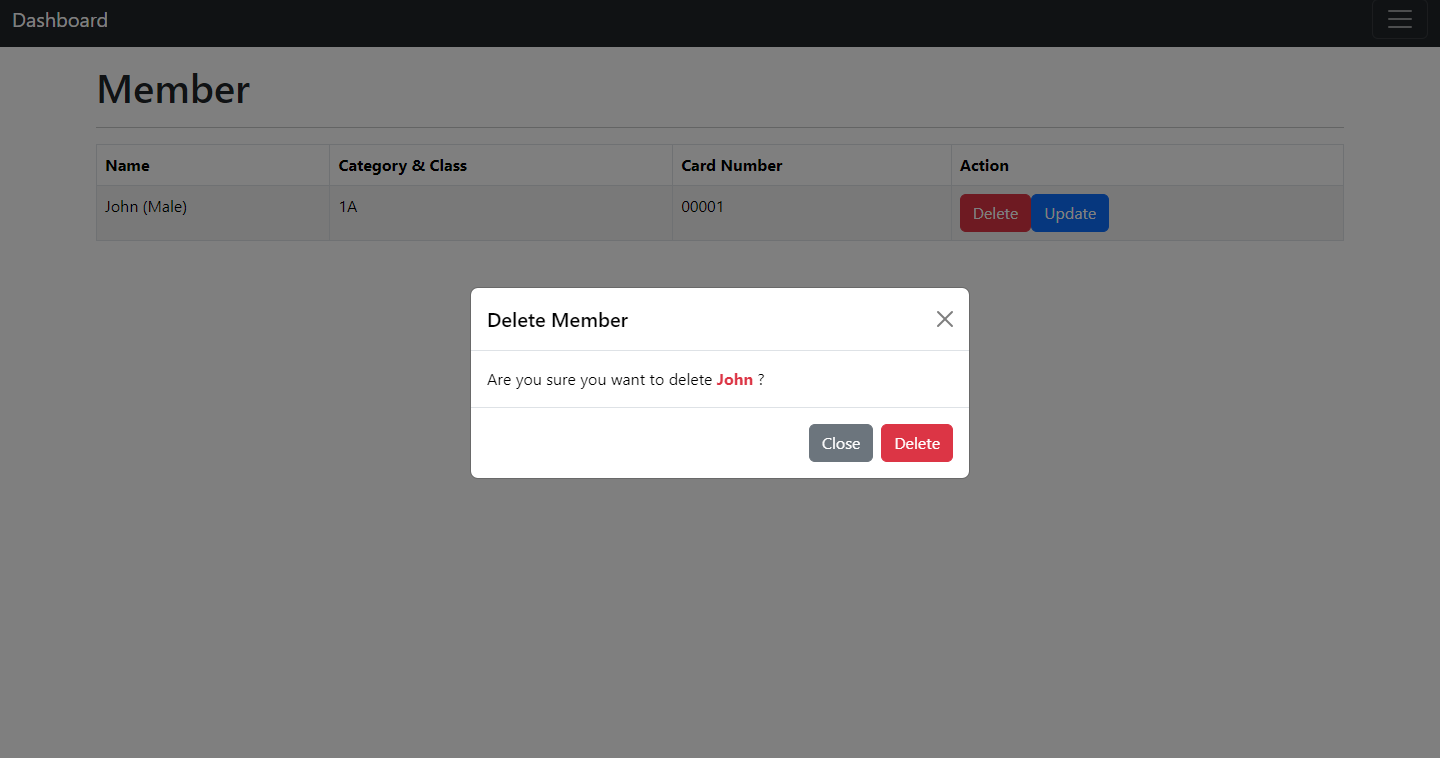 Dashboard
Member
Name Category & Class Card Number Action
John (Male) 1A 00001 Delete Update
Delete Member
Are you sure you want to delete John ?
Close Delete